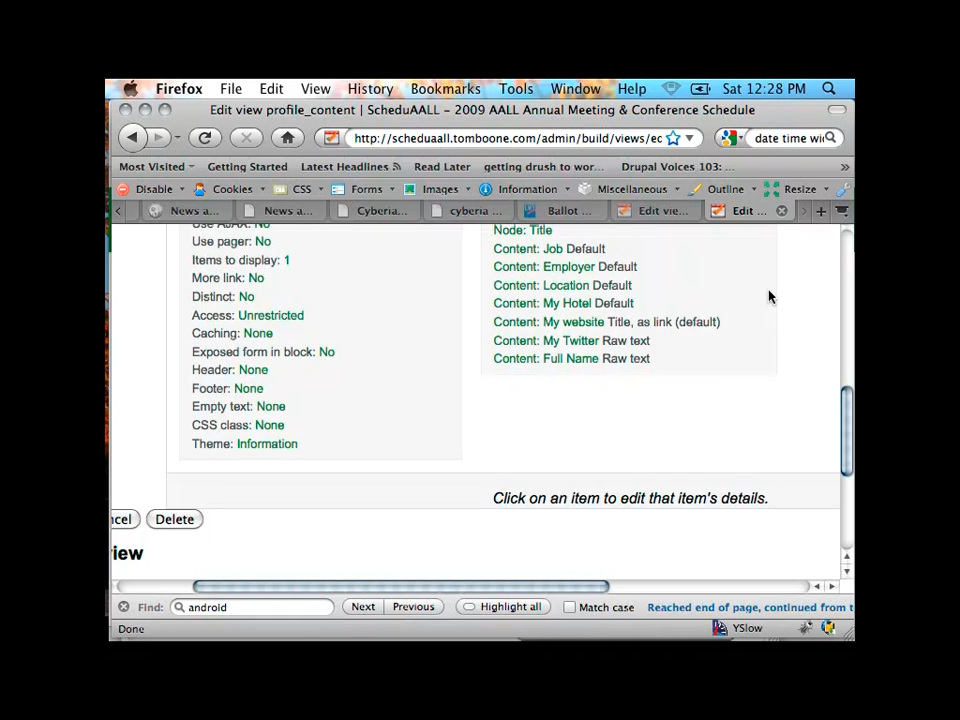 Firefox File Edit View History Bookmarks Tools Window Help Sat 12:28 PM
Edit view profile_content | ScheduAALL - 2009 AALL Annual Meeting & Conference Schedule
http://scheduaall.tomboone.com/admin/build/views/ec date time wi
Most Visited Getting Started Latest Headlines Read Later getting drush to wor... Drupal Voices 103: ... »
Disable Cookies CSS Forms Images Information Miscellaneous Outline Resize
News a... News a... Cyberia... cyberia ... Ballot ... Edit vie... Edit ...
Use AJAX: No
Use pager: No
Items to display: 1
More link: No
Distinct: No
Access: Unrestricted
Caching: None
Exposed form in block: No
Header: None
Footer: None
Empty text: None
CSS class: None
Theme: Information
Node: Title
Content: Job Default
Content: Employer Default
Content: Location Default
Content: My Hotel Default
Content: My website Title, as link (default)
Content: My Twitter Raw text
Content: Full Name Raw text
Click on an item to edit that item's details.
ncel Delete
iew
Find: android Next Previous Highlight all Match case Reached end of page, continued from t
Done YSlow